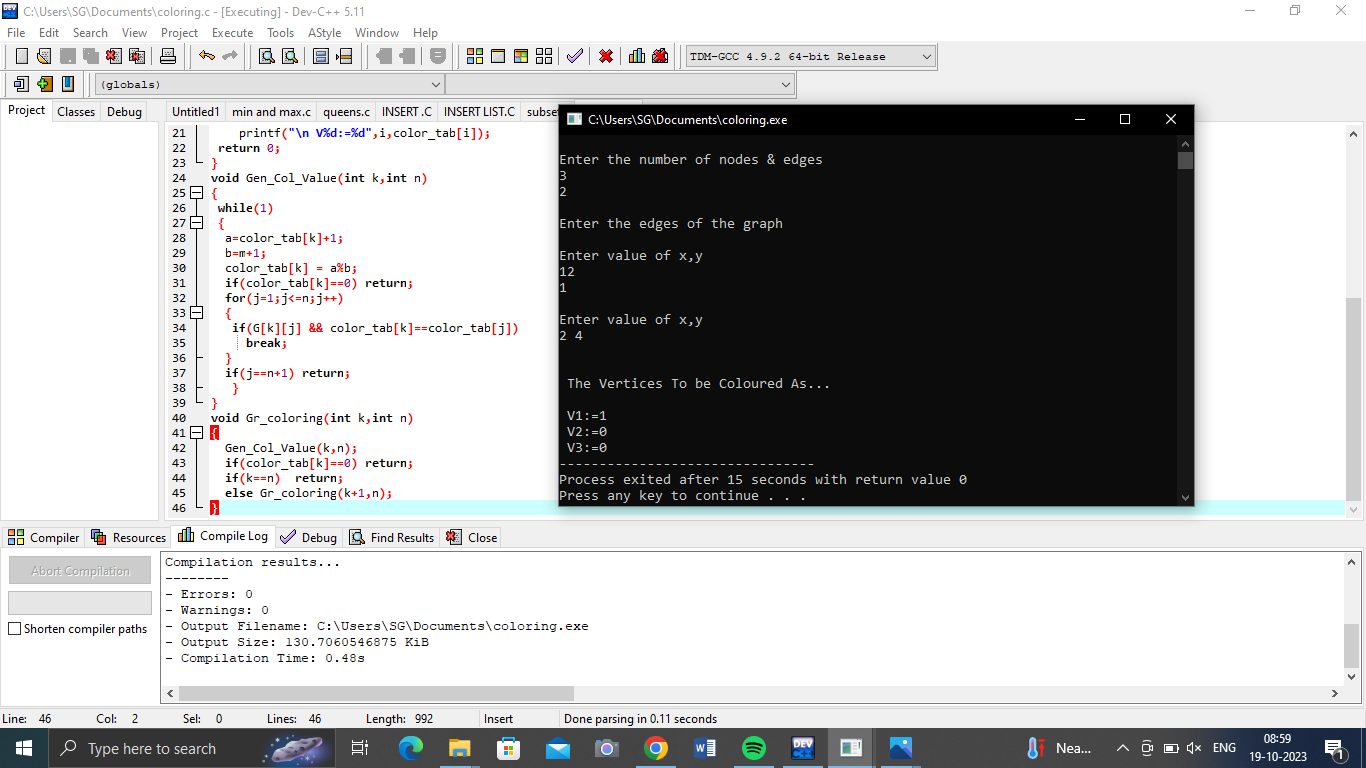 C:\Users\SG\Documents\coloring.c - [Executing] - Dev-C++ 5.11
File Edit Search View Project Execute Tools AStyle Window Help
TDM-GCC 4.9.2 64-bit Release
(globals)
Project Classes Debug
Untitled1 min and max.c queens.c INSERT .C INSERT LIST.C subse
21 printf("\n V%d:=%d",i,color_tab[i]);
22 return 0;
23 }
24 void Gen_Col_Value(int k,int n)
25 {
26 while(1)
27 {
28 a=color_tab[k]+1;
29 b=m+1;
30 color_tab[k] = a%b;
31 if(color_tab[k]==0) return;
32 for(j=1;j<=n;j++)
33 {
34 if(G[k][j] && color_tab[k]==color_tab[j])
35 break;
36 }
37 if(j==n+1) return;
38 }
39 }
40 void Gr_coloring(int k,int n)
41 {
42 Gen_Col_Value(k,n);
43 if(color_tab[k]==0) return;
44 if(k==n) return;
45 else Gr_coloring(k+1,n);
46 }
C:\Users\SG\Documents\coloring.exe
Enter the number of nodes & edges
3
2
Enter the edges of the graph
Enter value of x,y
12
1
Enter value of x,y
2 4
The Vertices To be Coloured As...
V1:=1
V2:=0
V3:=0
--------------------------------
Process exited after 15 seconds with return value 0
Press any key to continue . . .
Compiler Resources Compile Log Debug Find Results Close
Abort Compilation
Shorten compiler paths
Compilation results...
--------
- Errors: 0
- Warnings: 0
- Output Filename: C:\Users\SG\Documents\coloring.exe
- Output Size: 130.7060546875 KiB
- Compilation Time: 0.48s
Line: 46 Col: 2 Sel: 0 Lines: 46 Length: 992 Insert Done parsing in 0.11 seconds
Type here to search
DEV
Nea...
ENG
08:59
19-10-2023
1